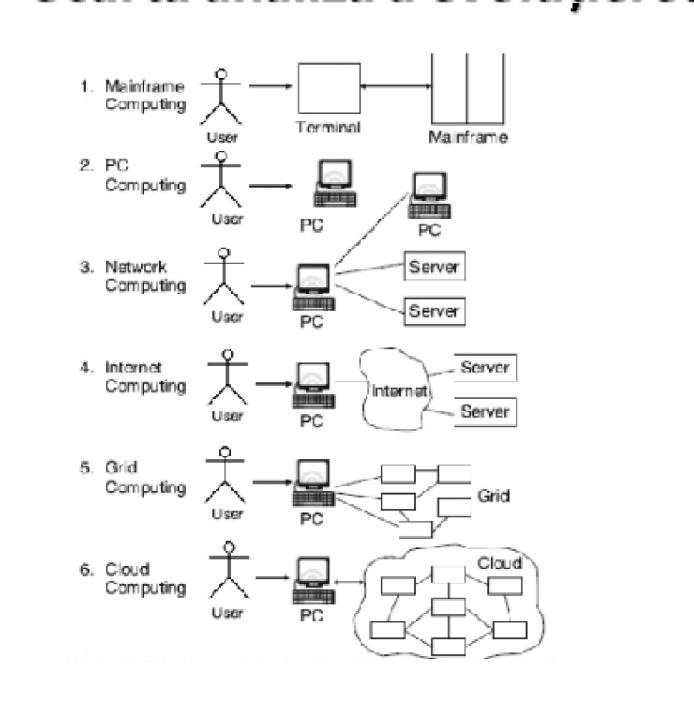 1. Mainframe
Computing
User
Terminal
Mainframe
2. PC
Computing
User
PC
PC
3. Network
Computing
User
PC
Server
Server
4. Internet
Computing
User
PC
Internet
Server
Server
5. Grid
Computing
User
PC
Grid
6. Cloud
Computing
User
PC
Cloud